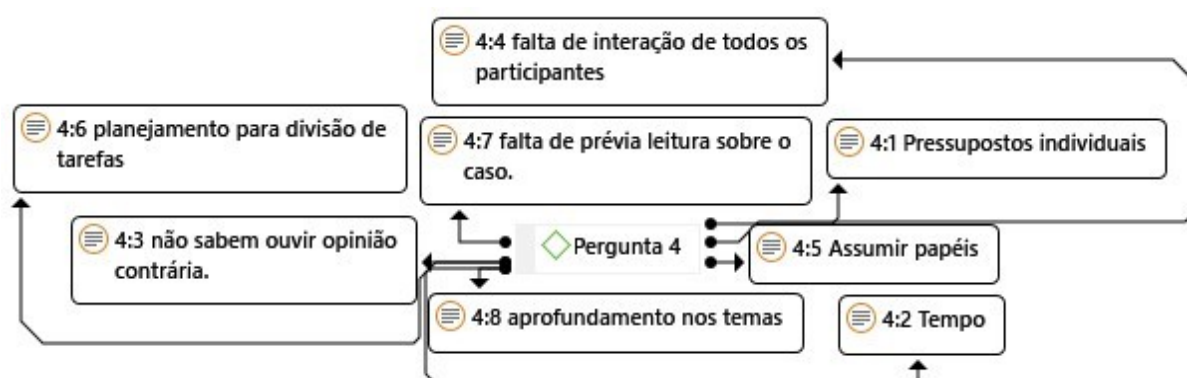 4:4 falta de interação de todos os
participantes
4:6 planejamento para divisão de
tarefas
4:7 falta de prévia leitura sobre o
caso.
4:1 Pressupostos individuais
4:3 não sabem ouvir opinião
contrária.
Pergunta 4
4:5 Assumir papéis
4:8 aprofundamento nos temas
4:2 Tempo